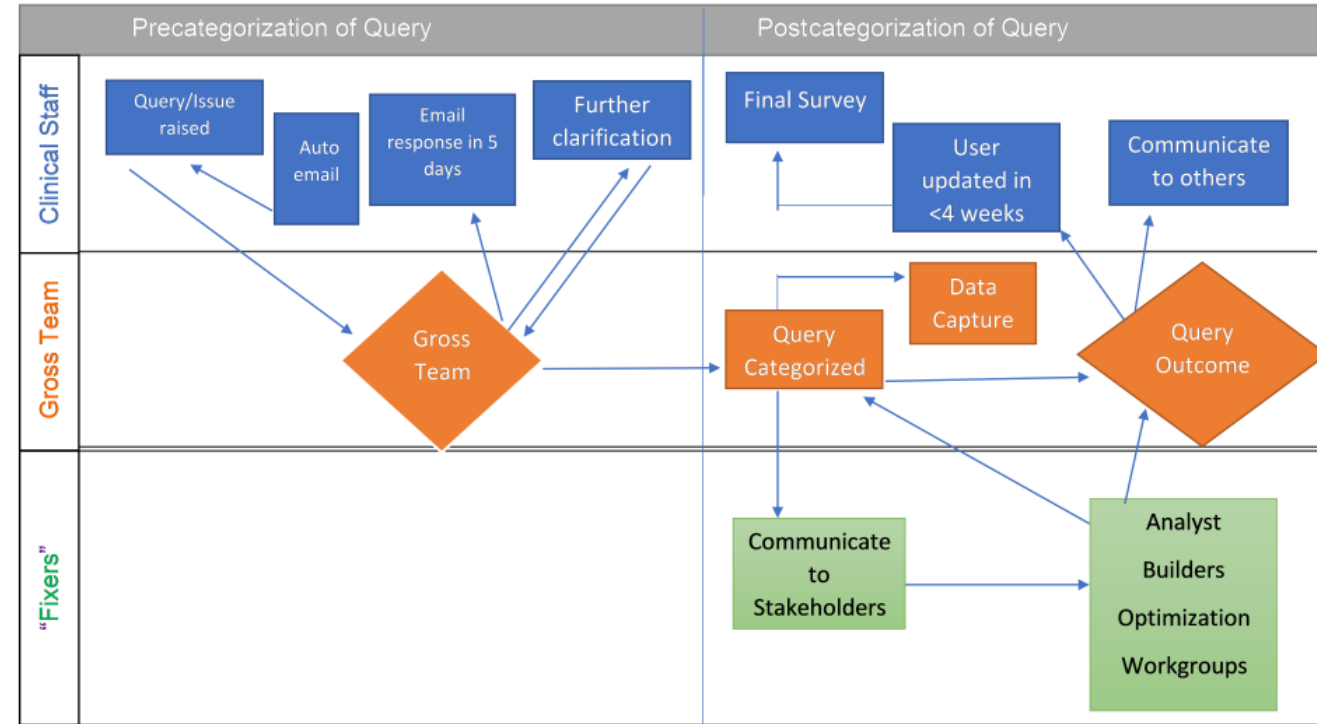 Precategorization of Query
Postcategorization of Query
Clinical Staff
Query/Issue
raised
Auto
email
Email
response in 5
days
Further
clarification
Final Survey
User
updated in
<4 weeks
Communicate
to others
Gross Team
Gross
Team
Query
Categorized
Data
Capture
Query
Outcome
"Fixers"
Communicate
to
Stakeholders
Analyst
Builders
Optimization
Workgroups